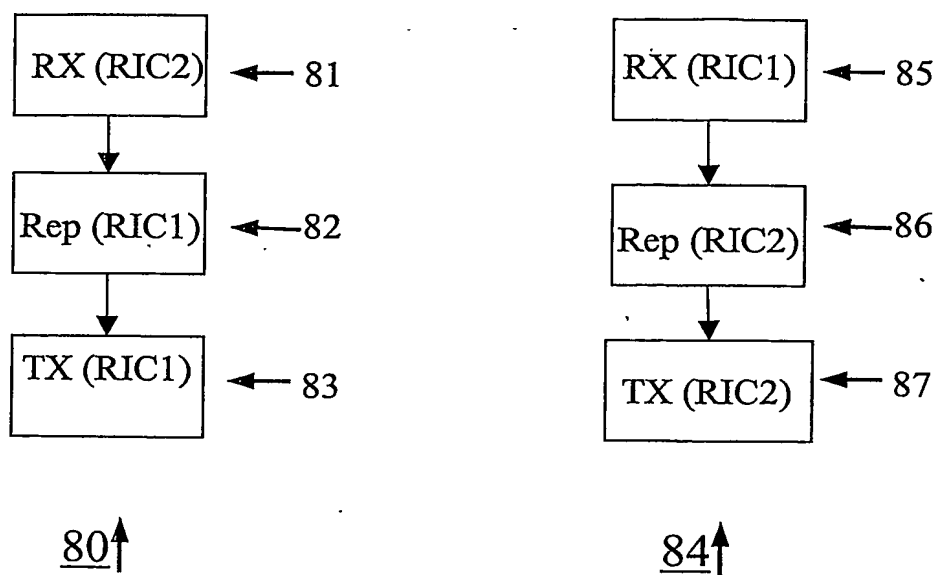 RX (RIC2)
81
Rep (RIC1)
82
TX (RIC1)
83
80
RX (RIC1)
85
Rep (RIC2)
86
TX (RIC2)
87
84